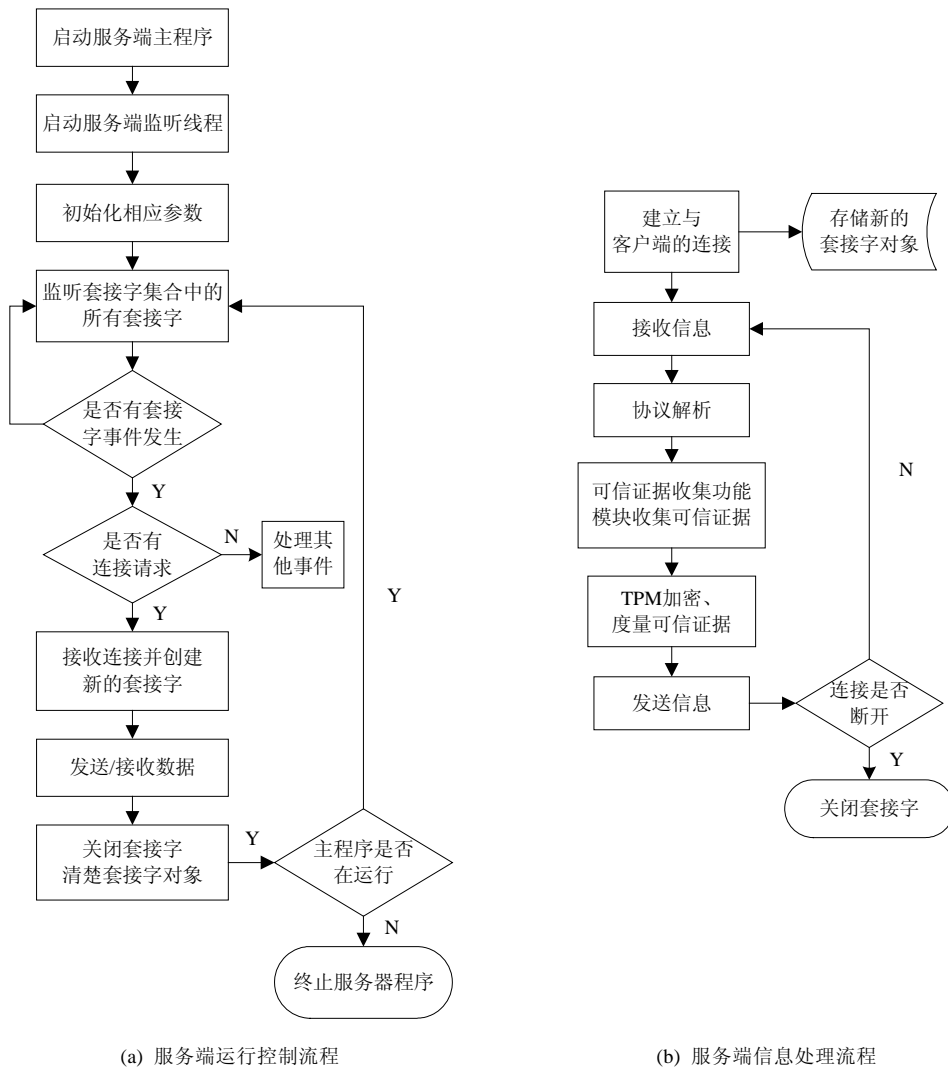 启动服务端主程序
启动服务端监听线程
初始化相应参数
监听套接字集合中的
所有套接字
是否有套接
字事件发生
Y
是否有
连接请求
N
处理其
他事件
Y
Y
接收连接并创建
新的套接字
发送/接收数据
关闭套接字
清楚套接字对象
Y
主程序是否
在运行
N
终止服务器程序
(a) 服务端运行控制流程
建立与
客户端的连接
存储新的
套接字对象
接收信息
协议解析
N
可信证据收集功能
模块收集可信证据
TPM加密、
度量可信证据
发送信息
连接是否
断开
Y
关闭套接字
(b) 服务端信息处理流程